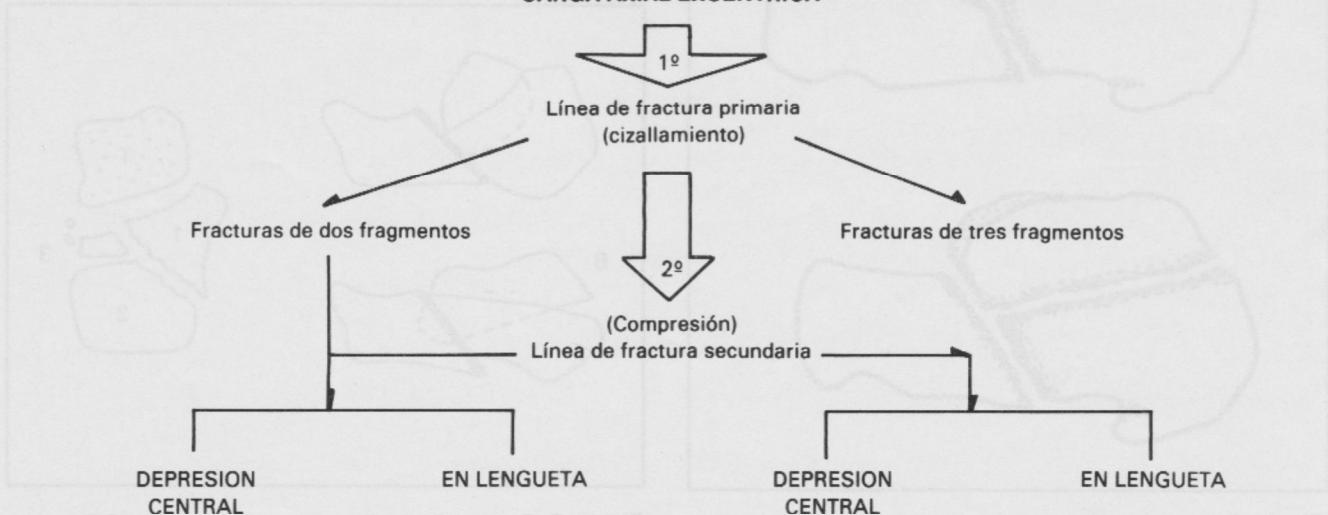 1º
Línea de fractura primaria
(cizallamiento)
Fracturas de dos fragmentos
Fracturas de tres fragmentos
2º
(Compresión)
Línea de fractura secundaria
DEPRESION
CENTRAL
EN LENGUETA
DEPRESION
CENTRAL
EN LENGUETA